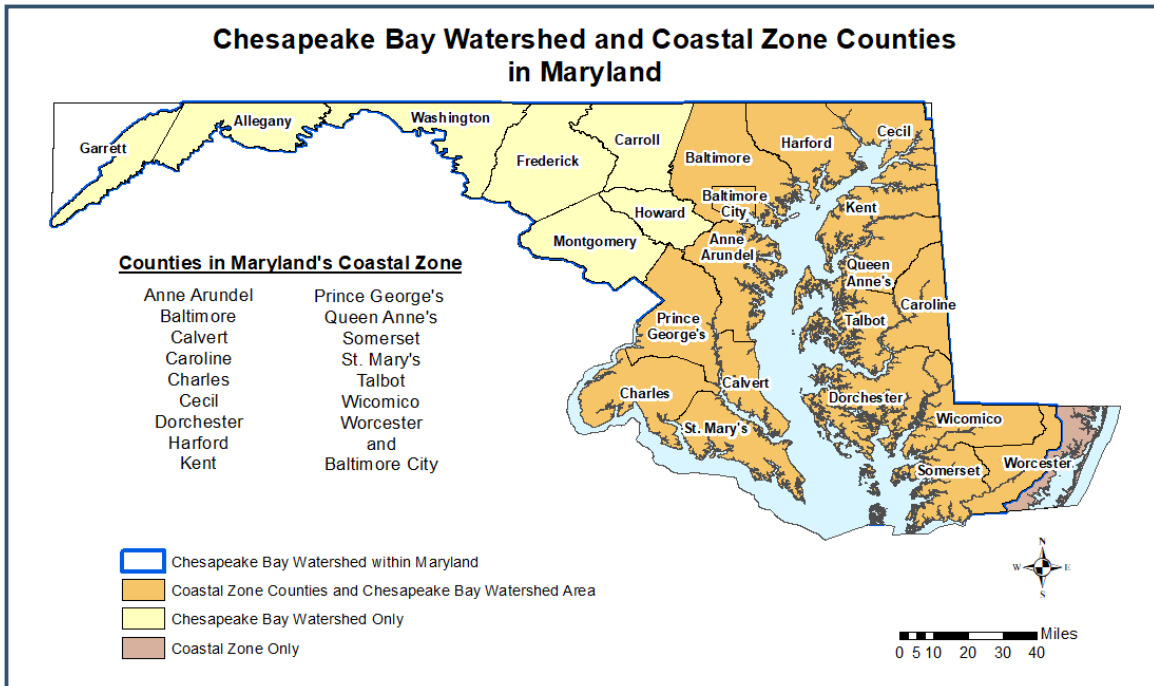 Chesapeake Bay Watershed and Coastal Zone Counties
in Maryland
Garrett
Allegany
Washington
Frederick
Carroll
Baltimore
Harford
Cecil
Baltimore
City
Kent
Howard
Montgomery
Anne
Arundel
Queen
Anne's
Caroline
Talbot
Prince
George's
Charles
Calvert
St. Mary's
Dorchester
Wicomico
Somerset
Worcester
Counties in Maryland's Coastal Zone
Anne Arundel
Baltimore
Calvert
Caroline
Charles
Cecil
Dorchester
Harford
Kent
Prince George's
Queen Anne's
Somerset
St. Mary's
Talbot
Wicomico
Worcester
and
Baltimore City
Chesapeake Bay Watershed within Maryland
Coastal Zone Counties and Chesapeake Bay Watershed Area
Chesapeake Bay Watershed Only
Coastal Zone Only
N
W E
S
Miles
0 5 10 20 30 40